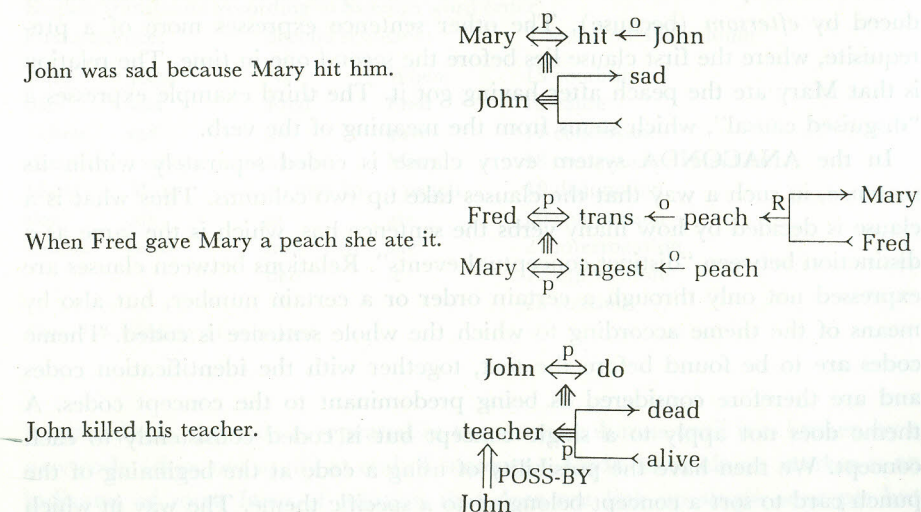 p
Mary ⇔ hit ← o John
John was sad because Mary hit him.
sad
John
p
Fred ⇔ trans ← o peach ← R
Mary
Fred
When Fred gave Mary a peach she ate it.
Mary ⇔ ingest ← o peach
p
p
John ⇔ do
dead
John killed his teacher.
teacher
p
alive
POSS-BY
John